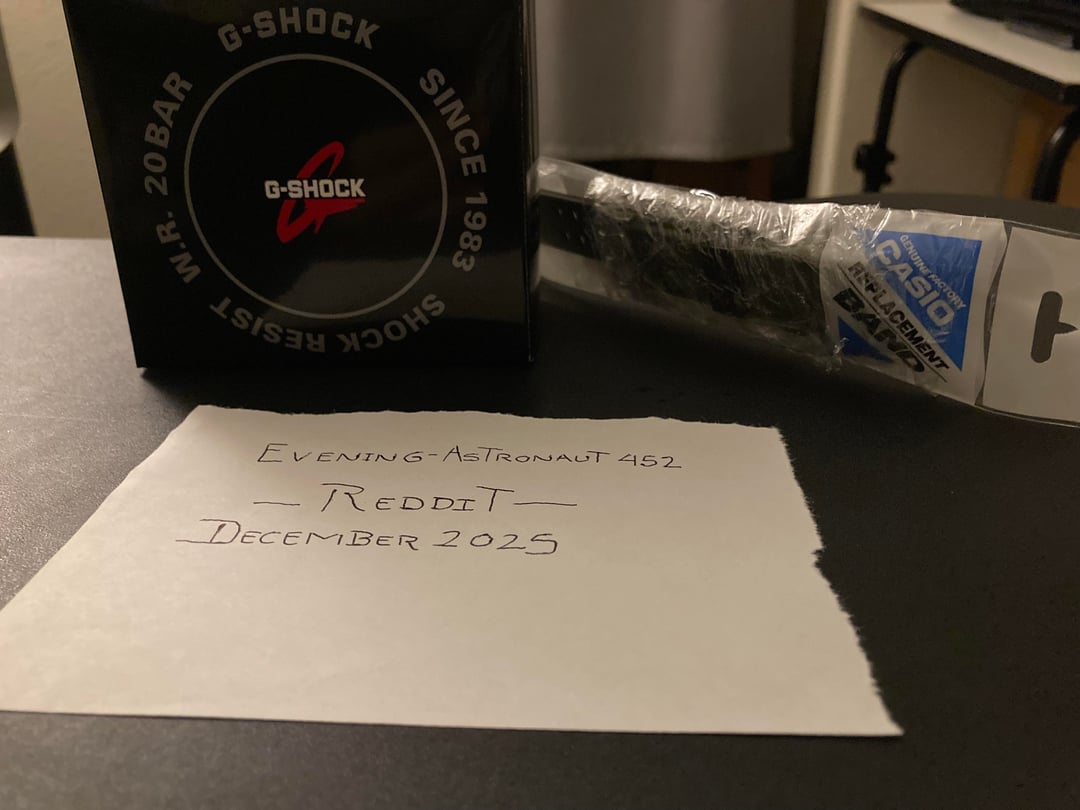 G-SHOCK
SINCE 1983
SHOCK RESIST
W.R. 20BAR
G-SHOCK
GENUINE FACTORY
CASIO
REPLACEMENT
BAND
EVENING-ASTRONAUT 452
— REDDIT —
DECEMBER 2025